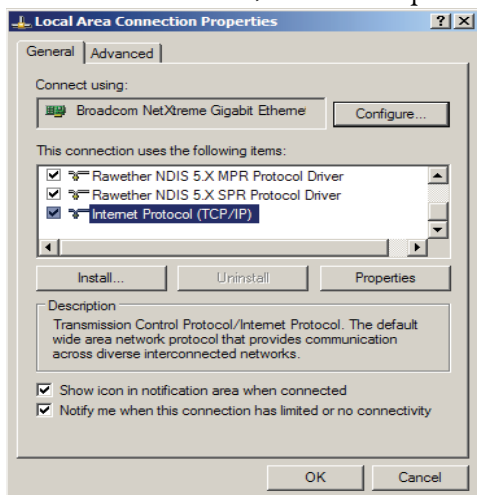 Local Area Connection Properties
General Advanced
Connect using:
Broadcom NetXtreme Gigabit Etherne
Configure...
This connection uses the following items:
Rawether NDIS 5.X MPR Protocol Driver
Rawether NDIS 5.X SPR Protocol Driver
Internet Protocol (TCP/IP)
Install... Uninstall Properties
Description
Transmission Control Protocol/Internet Protocol. The default
wide area network protocol that provides communication
across diverse interconnected networks.
Show icon in notification area when connected
Notify me when this connection has limited or no connectivity
OK Cancel